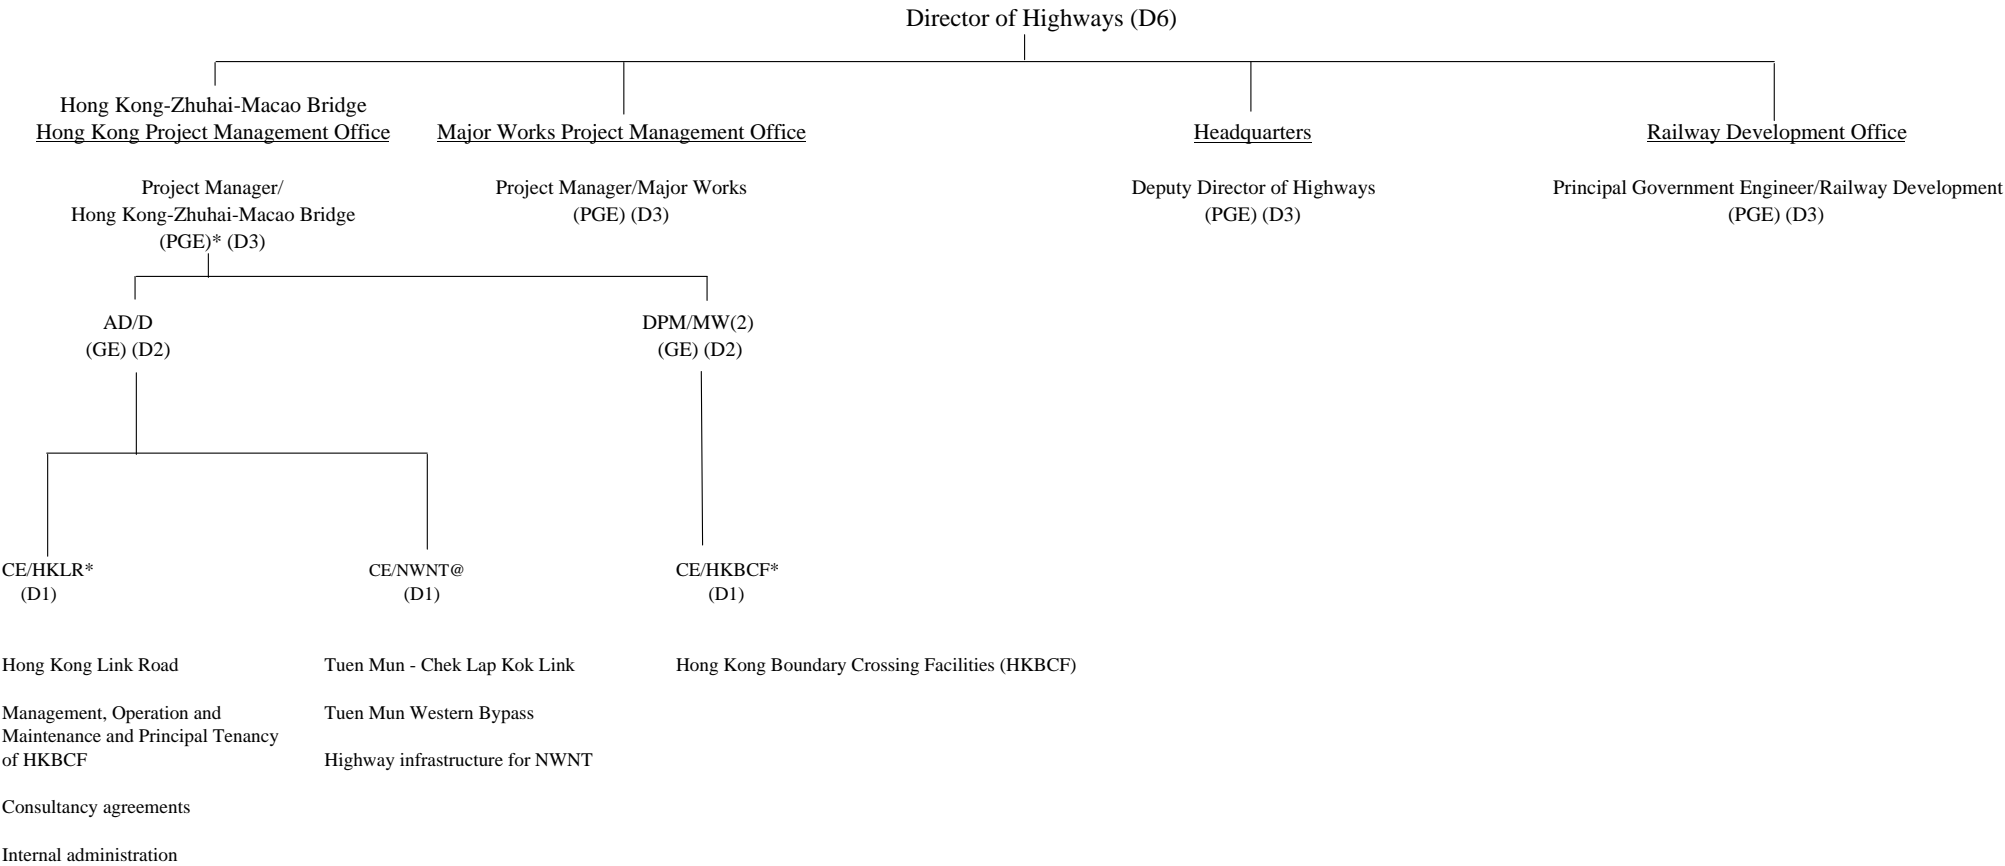 Director of Highways (D6)
Hong Kong-Zhuhai-Macao Bridge
Hong Kong Project Management Office
Major Works Project Management Office
Headquarters
Railway Development Office
Project Manager/
Hong Kong-Zhuhai-Macao Bridge
(PGE)* (D3)
Project Manager/Major Works
(PGE) (D3)
Deputy Director of Highways
(PGE) (D3)
Principal Government Engineer/Railway Development
(PGE) (D3)
AD/D
(GE) (D2)
DPM/MW(2)
(GE) (D2)
CE/HKLR*
(D1)
CE/NWNT@
(D1)
CE/HKBCF*
(D1)
Hong Kong Link Road
Management, Operation and
Maintenance and Principal Tenancy
of HKBCF
Consultancy agreements
Internal administration
Tuen Mun - Chek Lap Kok Link
Tuen Mun Western Bypass
Highway infrastructure for NWNT
Hong Kong Boundary Crossing Facilities (HKBCF)